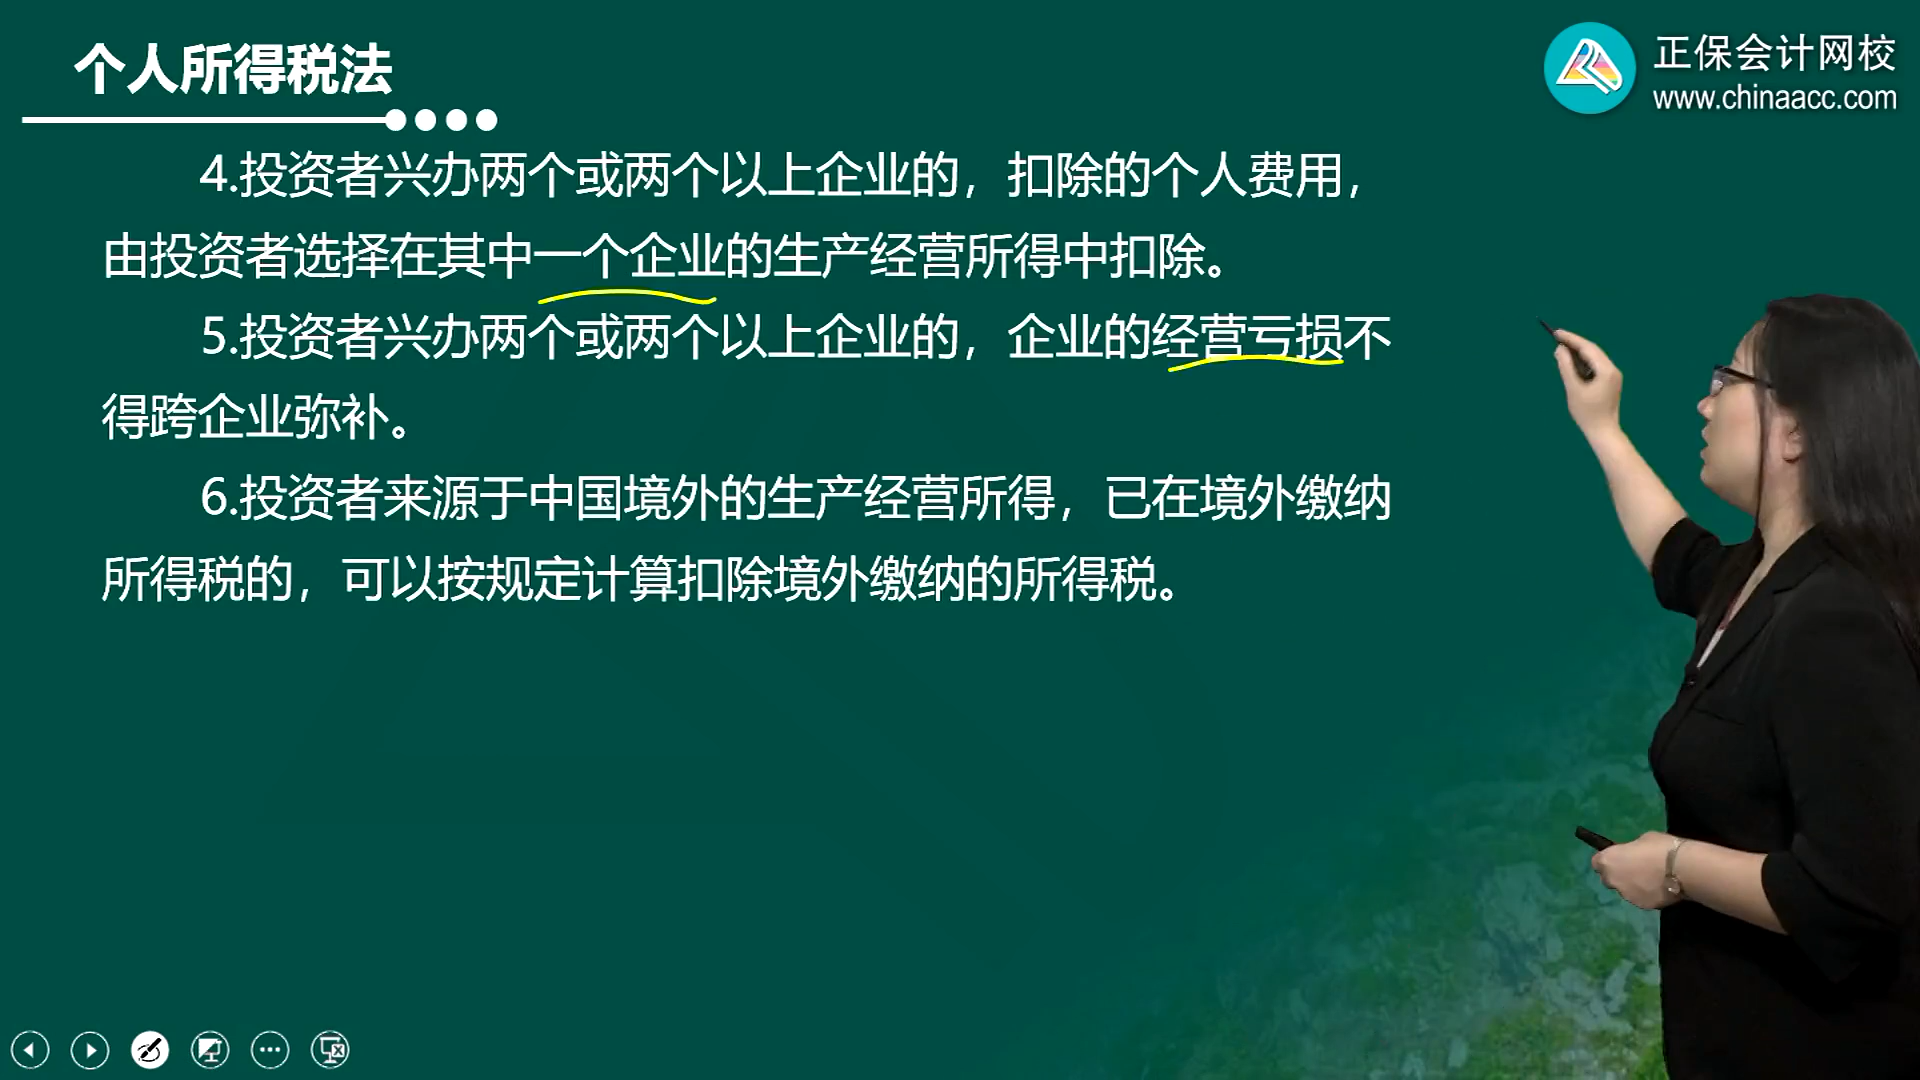 个人所得税法
正保会计网校
www.chinaacc.com
4.投资者兴办两个或两个以上企业的，扣除的个人费用，
由投资者选择在其中一个企业的生产经营所得中扣除。
5.投资者兴办两个或两个以上企业的，企业的经营亏损不
得跨企业弥补。
6.投资者来源于中国境外的生产经营所得，已在境外缴纳
所得税的，可以按规定计算扣除境外缴纳的所得税。